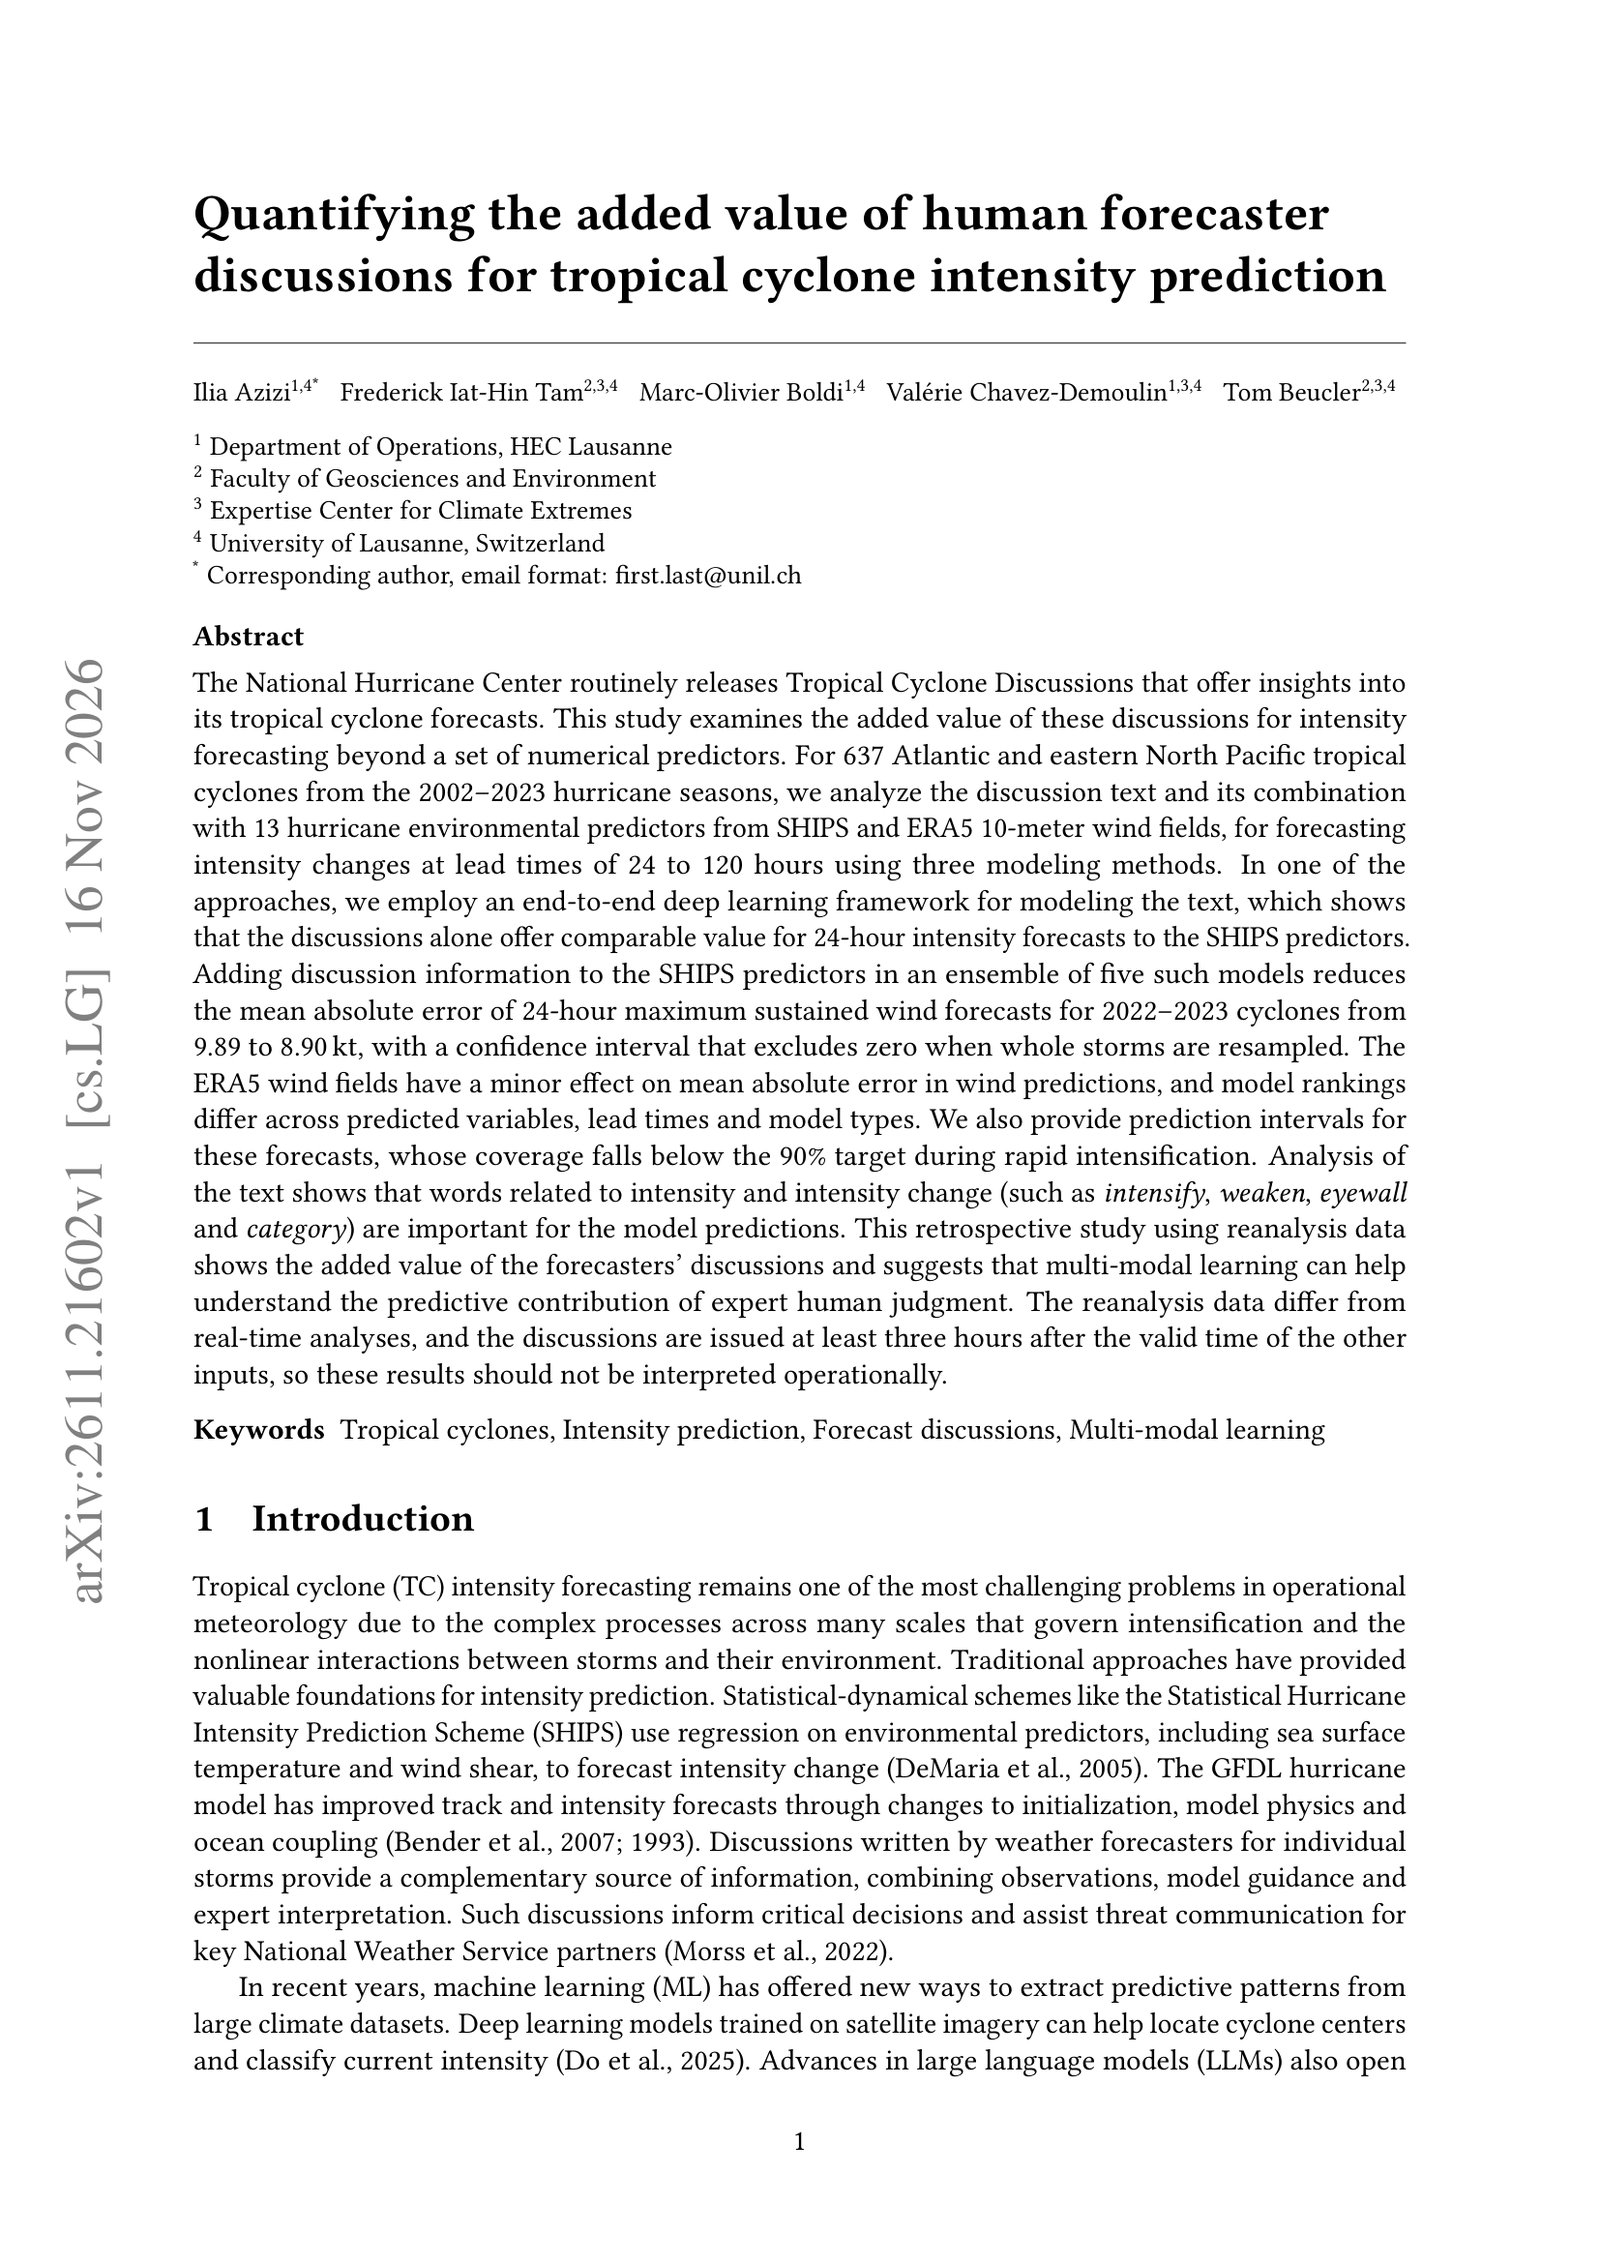 Quantifying the added value of human forecaster
discussions for tropical cyclone intensity prediction
Ilia Azizi1,4* Frederick Iat-Hin Tam2,3,4 Marc-Olivier Boldi1,4 Valérie Chavez-Demoulin1,3,4 Tom Beucler2,3,4
1 Department of Operations, HEC Lausanne
2 Faculty of Geosciences and Environment
3 Expertise Center for Climate Extremes
4 University of Lausanne, Switzerland
* Corresponding author, email format: first.last@unil.ch
Abstract
The National Hurricane Center routinely releases Tropical Cyclone Discussions that offer insights into
its tropical cyclone forecasts. This study examines the added value of these discussions for intensity
forecasting beyond a set of numerical predictors. For 637 Atlantic and eastern North Pacific tropical
cyclones from the 2002–2023 hurricane seasons, we analyze the discussion text and its combination
with 13 hurricane environmental predictors from SHIPS and ERA5 10-meter wind fields, for forecasting
intensity changes at lead times of 24 to 120 hours using three modeling methods. In one of the
approaches, we employ an end-to-end deep learning framework for modeling the text, which shows
that the discussions alone offer comparable value for 24-hour intensity forecasts to the SHIPS predictors.
Adding discussion information to the SHIPS predictors in an ensemble of five such models reduces
the mean absolute error of 24-hour maximum sustained wind forecasts for 2022–2023 cyclones from
9.89 to 8.90 kt, with a confidence interval that excludes zero when whole storms are resampled. The
ERA5 wind fields have a minor effect on mean absolute error in wind predictions, and model rankings
differ across predicted variables, lead times and model types. We also provide prediction intervals for
these forecasts, whose coverage falls below the 90% target during rapid intensification. Analysis of
the text shows that words related to intensity and intensity change (such as intensify, weaken, eyewall
and category) are important for the model predictions. This retrospective study using reanalysis data
shows the added value of the forecasters’ discussions and suggests that multi-modal learning can help
understand the predictive contribution of expert human judgment. The reanalysis data differ from
real-time analyses, and the discussions are issued at least three hours after the valid time of the other
inputs, so these results should not be interpreted operationally.
Keywords Tropical cyclones, Intensity prediction, Forecast discussions, Multi-modal learning
1 Introduction
Tropical cyclone (TC) intensity forecasting remains one of the most challenging problems in operational
meteorology due to the complex processes across many scales that govern intensification and the
nonlinear interactions between storms and their environment. Traditional approaches have provided
valuable foundations for intensity prediction. Statistical-dynamical schemes like the Statistical Hurricane
Intensity Prediction Scheme (SHIPS) use regression on environmental predictors, including sea surface
temperature and wind shear, to forecast intensity change (DeMaria et al., 2005). The GFDL hurricane
model has improved track and intensity forecasts through changes to initialization, model physics and
ocean coupling (Bender et al., 2007; 1993). Discussions written by weather forecasters for individual
storms provide a complementary source of information, combining observations, model guidance and
expert interpretation. Such discussions inform critical decisions and assist threat communication for
key National Weather Service partners (Morss et al., 2022).
In recent years, machine learning (ML) has offered new ways to extract predictive patterns from
large climate datasets. Deep learning models trained on satellite imagery can help locate cyclone centers
and classify current intensity (Do et al., 2025). Advances in large language models (LLMs) also open
1
arXiv:2611.21602v1 [cs.LG] 16 Nov 2026